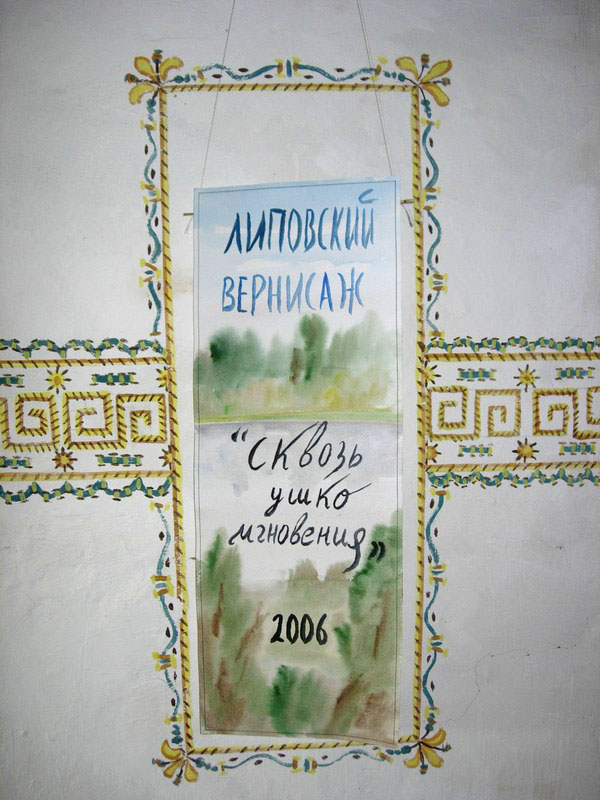 ЛИПОВСКИЙ
ВЕРНИСАЖ
"сквозь
ушко
мгновения"
2006